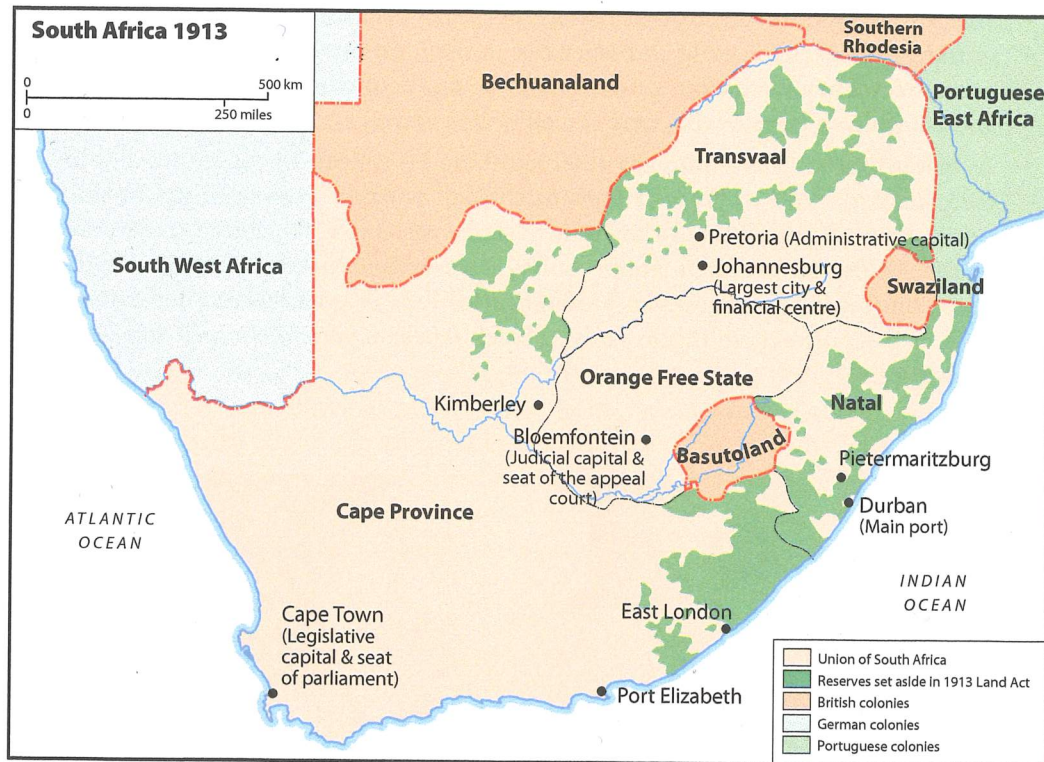 South Africa 1913
0
500 km
0
250 miles
Southern
Rhodesia
Bechuanaland
Portuguese
East Africa
Transvaal
Pretoria (Administrative capital)
South West Africa
Johannesburg
(Largest city &
financial centre)
Swaziland
Orange Free State
Natal
Kimberley
Bloemfontein
(Judicial capital &
seat of the appeal
court)
Basutoland
Pietermaritzburg
Durban
(Main port)
Cape Province
ATLANTIC
OCEAN
INDIAN
OCEAN
East London
Cape Town
(Legislative
capital & seat
of parliament)
Port Elizabeth
Union of South Africa
Reserves set aside in 1913 Land Act
British colonies
German colonies
Portuguese colonies